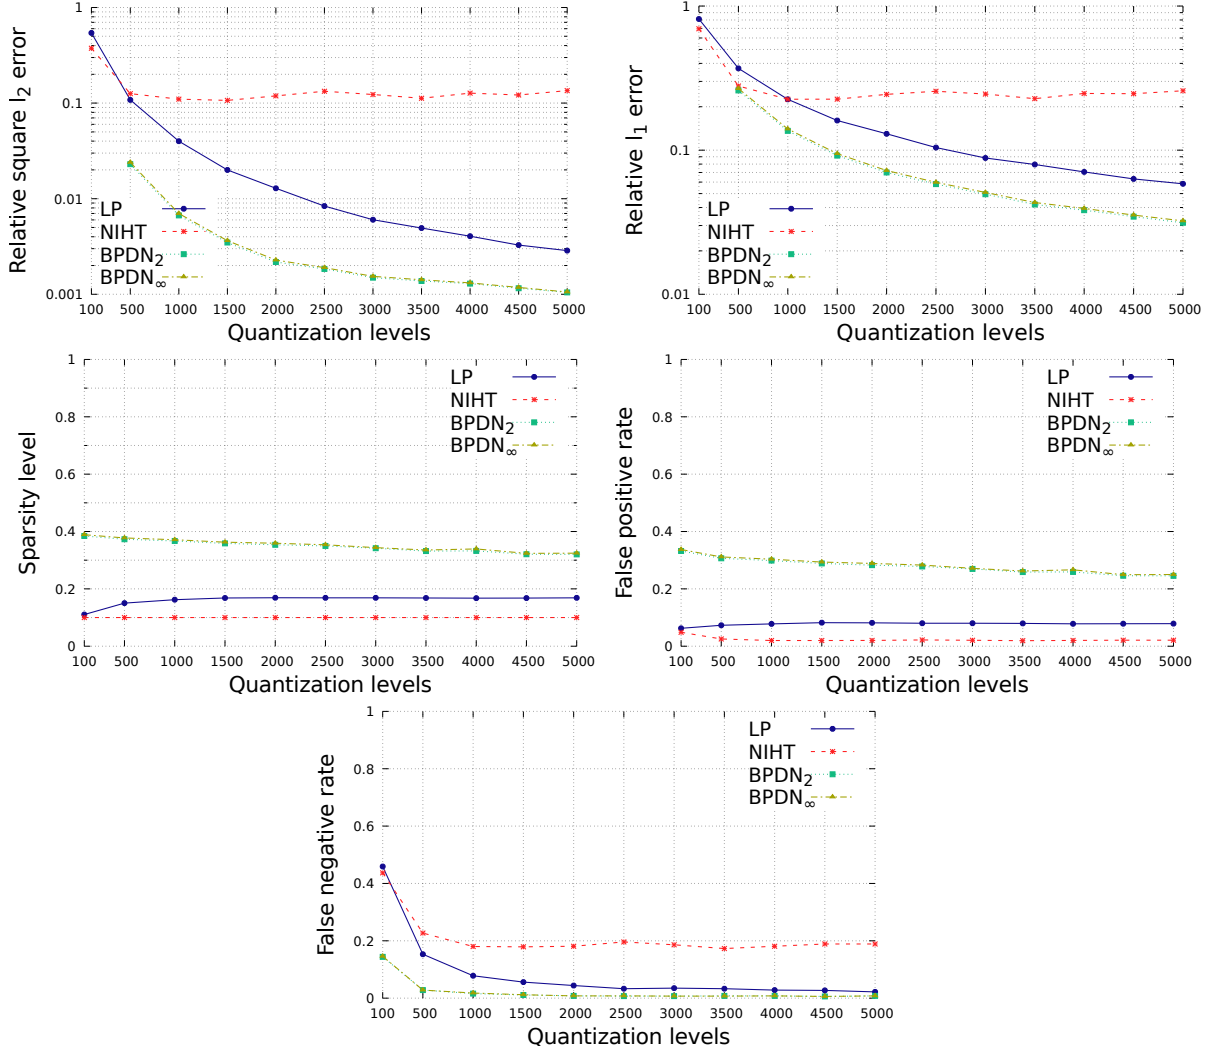 1
0.1
0.01
0.001
Relative square l2 error
LP
NIHT
BPDN2
BPDN∞
100 500 1000 1500 2000 2500 3000 3500 4000 4500 5000
Quantization levels
1
0.1
0.01
Relative l1 error
LP
NIHT
BPDN2
BPDN∞
100 500 1000 1500 2000 2500 3000 3500 4000 4500 5000
Quantization levels
1
0.8
0.6
0.4
0.2
0
Sparsity level
LP
NIHT
BPDN2
BPDN∞
100 500 1000 1500 2000 2500 3000 3500 4000 4500 5000
Quantization levels
1
0.8
0.6
0.4
0.2
0
False positive rate
LP
NIHT
BPDN2
BPDN∞
100 500 1000 1500 2000 2500 3000 3500 4000 4500 5000
Quantization levels
1
0.8
0.6
0.4
0.2
0
False negative rate
LP
NIHT
BPDN2
BPDN∞
100 500 1000 1500 2000 2500 3000 3500 4000 4500 5000
Quantization levels